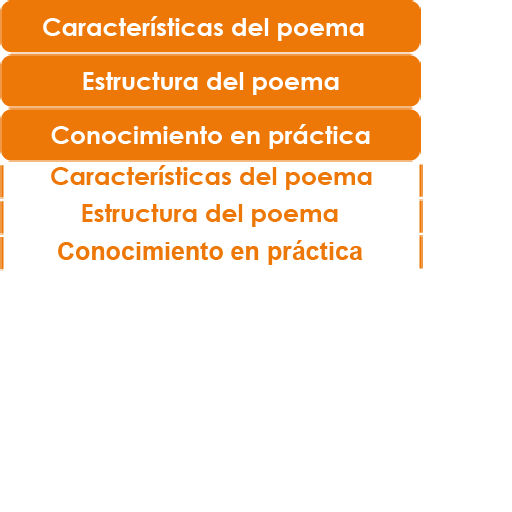 Características del poema
Estructura del poema
Conocimiento en práctica
Características del poema
Estructura del poema
Conocimiento en práctica